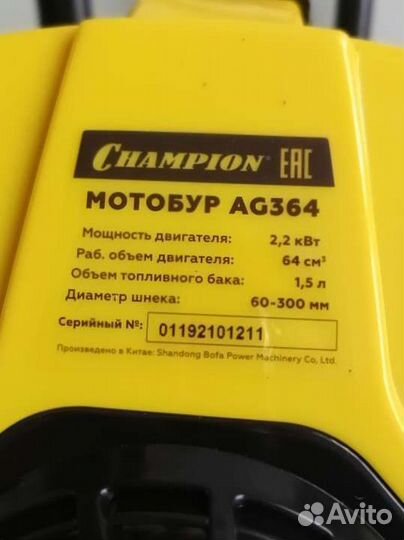 CHAMPION EAC
МОТОБУР AG364
Мощность двигателя: 2,2 кВт
Раб. объем двигателя: 64 см³
Объем топливного бака: 1,5 л
Диаметр шнека: 60-300 мм
Серийный №: 01192101211
Произведено в Китае: Shandong Bofa Power Machinery Co, Ltd.
Avito